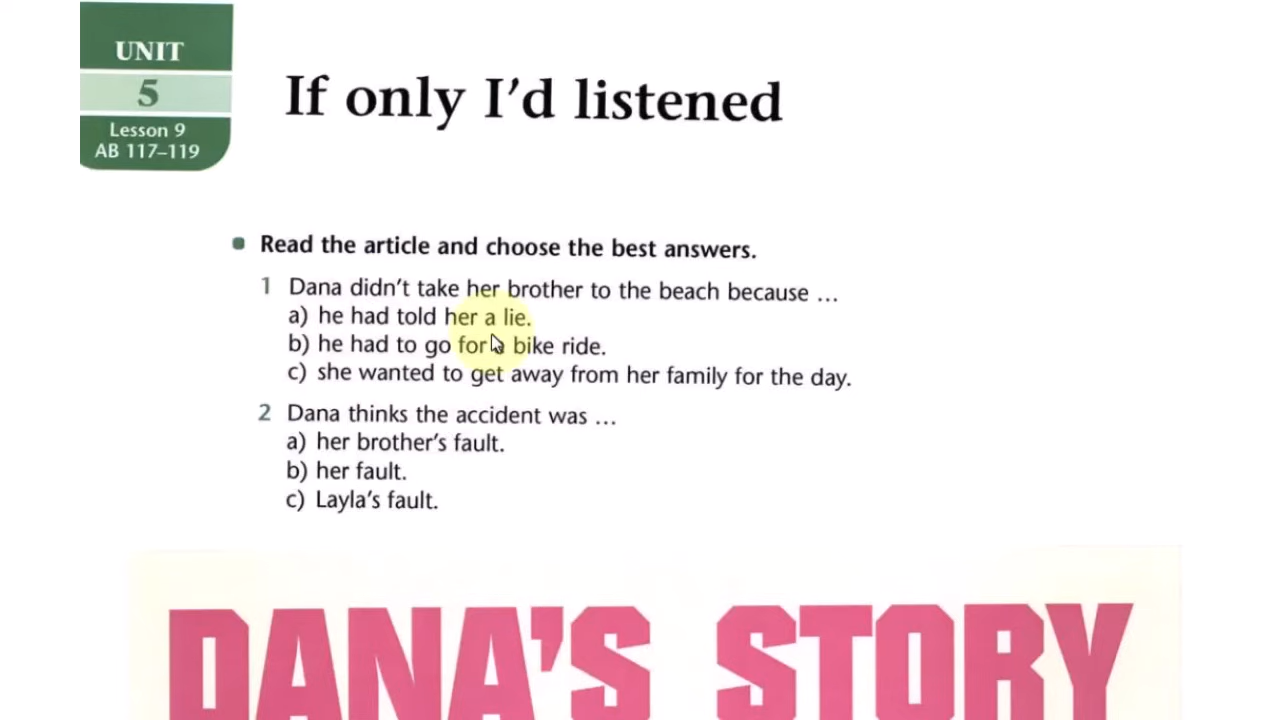 UNIT
5
Lesson 9
AB 117–119
If only I'd listened
Read the article and choose the best answers.
1 Dana didn't take her brother to the beach because ...
a) he had told her a lie.
b) he had to go for a bike ride.
c) she wanted to get away from her family for the day.
2 Dana thinks the accident was ...
a) her brother's fault.
b) her fault.
c) Layla's fault.
DANA'S STORY